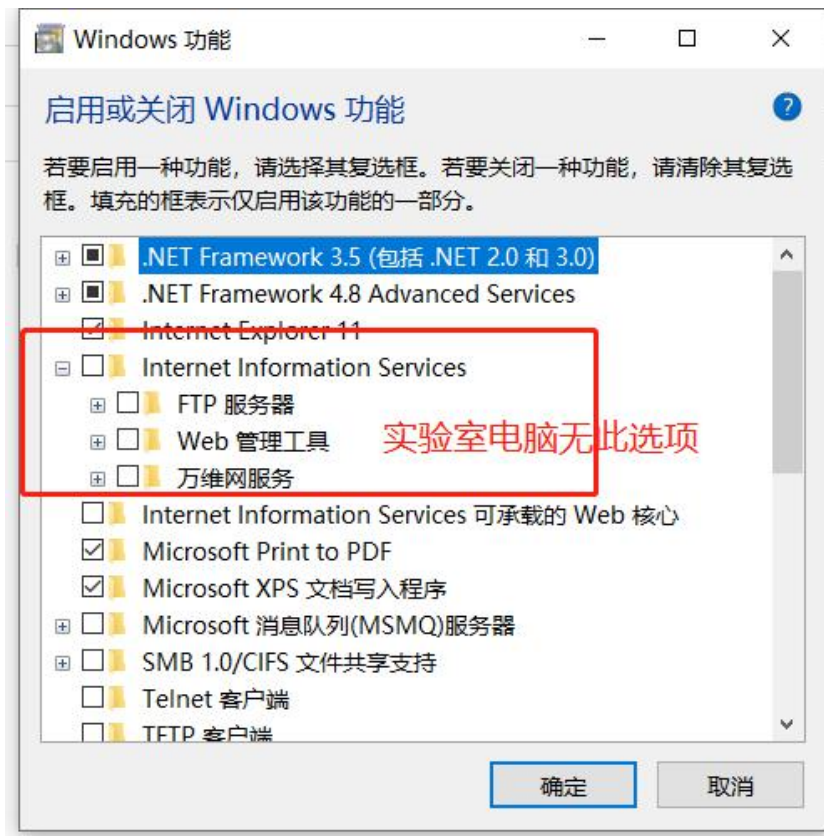 Windows 功能
启用或关闭 Windows 功能
若要启用一种功能，请选择其复选框。若要关闭一种功能，请清除其复选
框。填充的框表示仅启用该功能的一部分。
.NET Framework 3.5 (包括 .NET 2.0 和 3.0)
.NET Framework 4.8 Advanced Services
Internet Explorer 11
Internet Information Services
FTP 服务器
Web 管理工具
实验室电脑无此选项
万维网服务
Internet Information Services 可承载的 Web 核心
Microsoft Print to PDF
Microsoft XPS 文档写入程序
Microsoft 消息队列(MSMQ)服务器
SMB 1.0/CIFS 文件共享支持
Telnet 客户端
TFTP 客户端
确定
取消